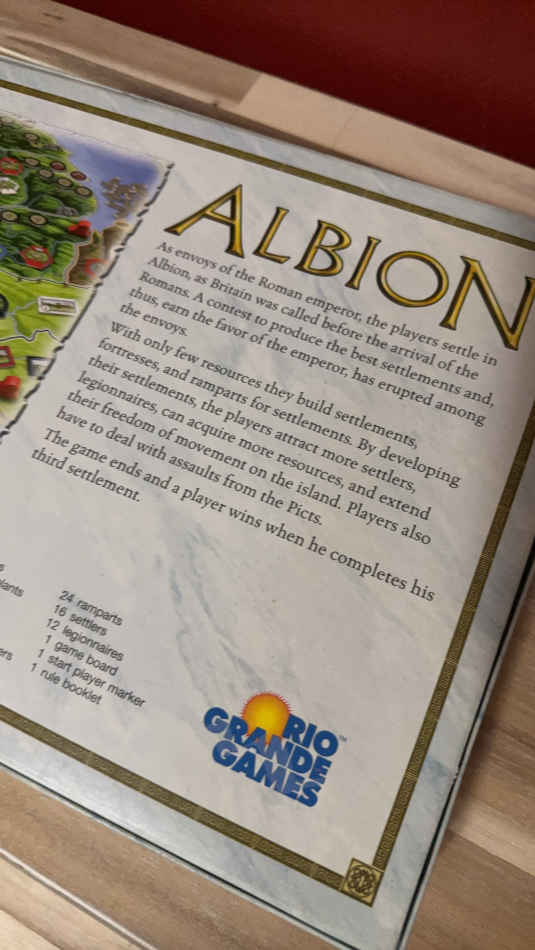 ALBION
As envoys of the Roman emperor, the players settle in
Albion, as Britain was called before the arrival of the
Romans. A contest to produce the best settlements and,
thus, earn the favor of the emperor, has erupted among
the envoys.
With only few resources they build settlements,
fortresses, and ramparts for settlements. By developing
their settlements, the players attract more settlers,
legionnaires, can acquire more resources, and extend
their freedom of movement on the island. Players also
have to deal with assaults from the Picts.
The game ends and a player wins when he completes his
third settlement.
24 ramparts
16 settlers
12 legionnaires
1 game board
1 start player marker
1 rule booklet
RIO
GRANDE
GAMES
TM